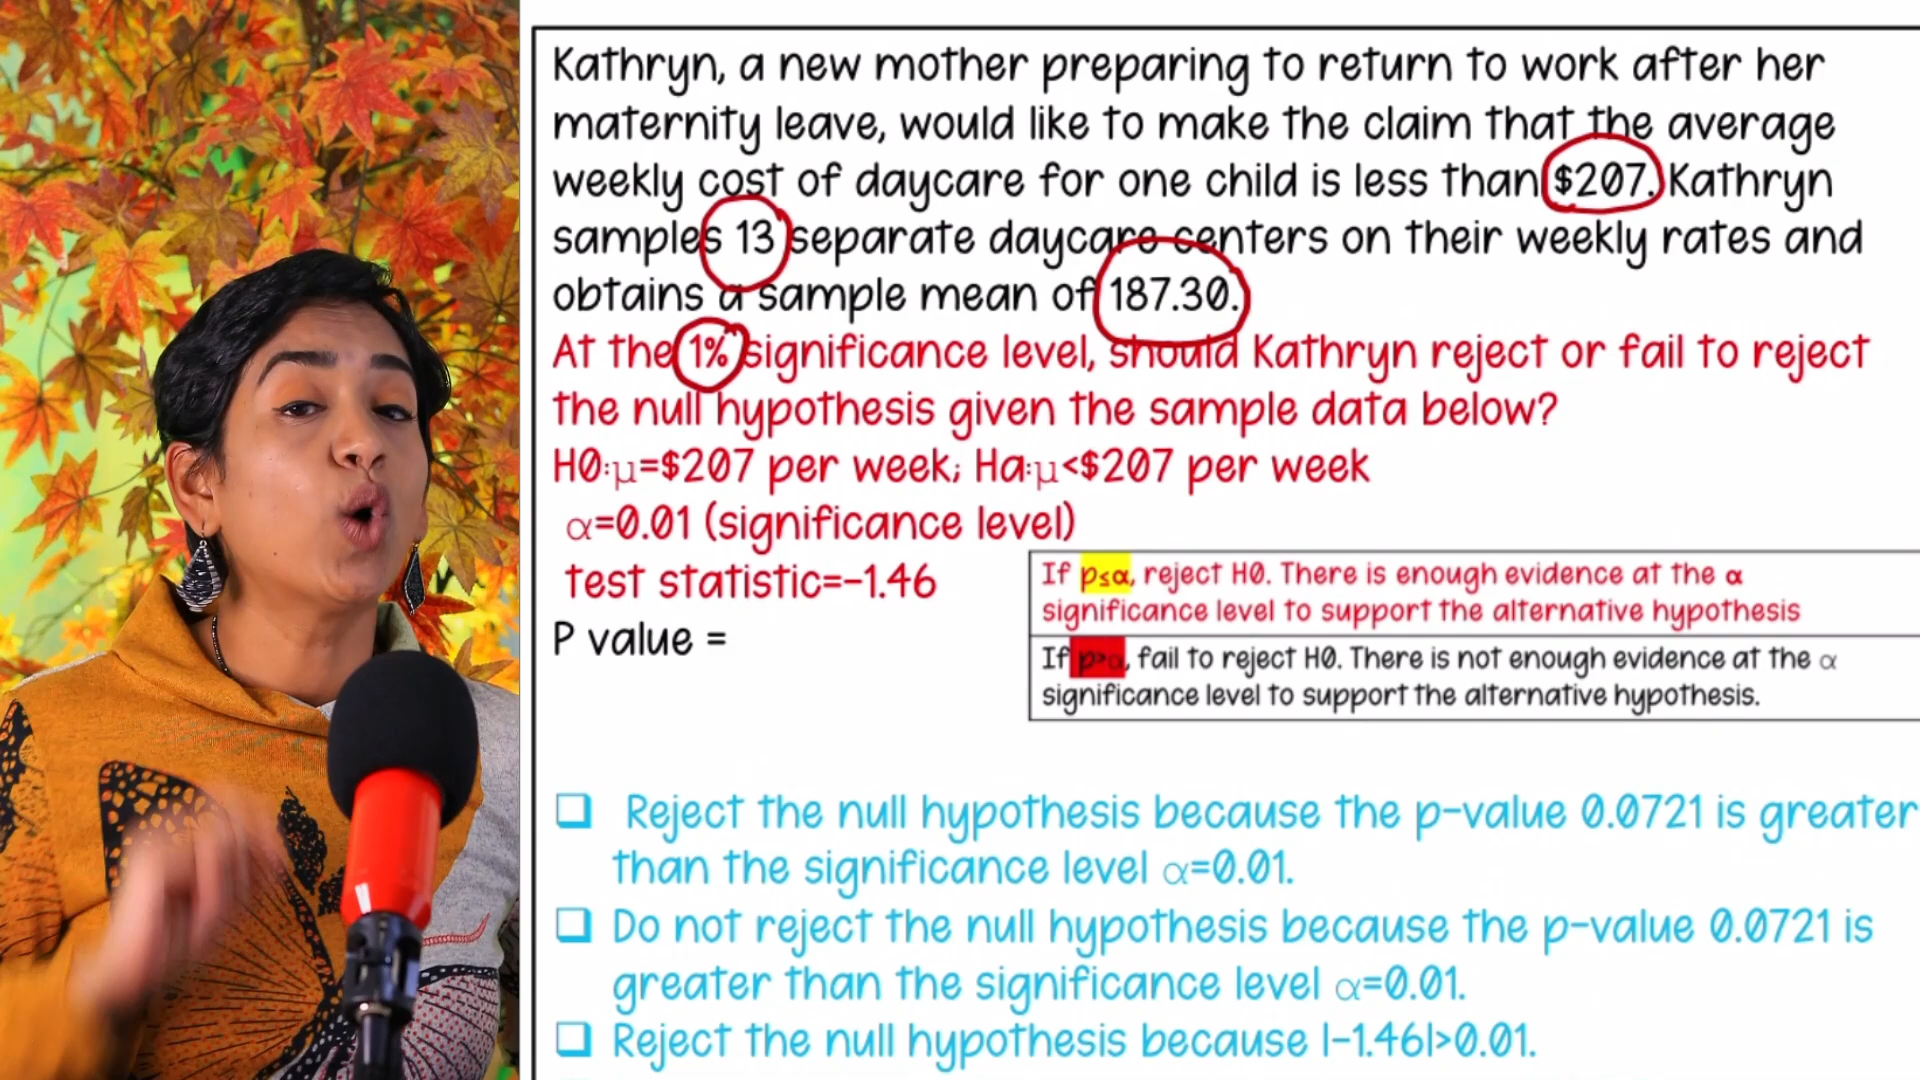 Kathryn, a new mother preparing to return to work after her
maternity leave, would like to make the claim that the average
weekly cost of daycare for one child is less than $207. Kathryn
samples 13 separate daycare centers on their weekly rates and
obtains a sample mean of 187.30.
At the 1% significance level, should Kathryn reject or fail to reject
the null hypothesis given the sample data below?
H0:μ=$207 per week; Ha:μ<$207 per week
α=0.01 (significance level)
test statistic=−1.46
P value =
If p≤α, reject H0. There is enough evidence at the α
significance level to support the alternative hypothesis
If p>α, fail to reject H0. There is not enough evidence at the α
significance level to support the alternative hypothesis.
Reject the null hypothesis because the p-value 0.0721 is greater
than the significance level α=0.01.
Do not reject the null hypothesis because the p-value 0.0721 is
greater than the significance level α=0.01.
Reject the null hypothesis because |−1.46|>0.01.